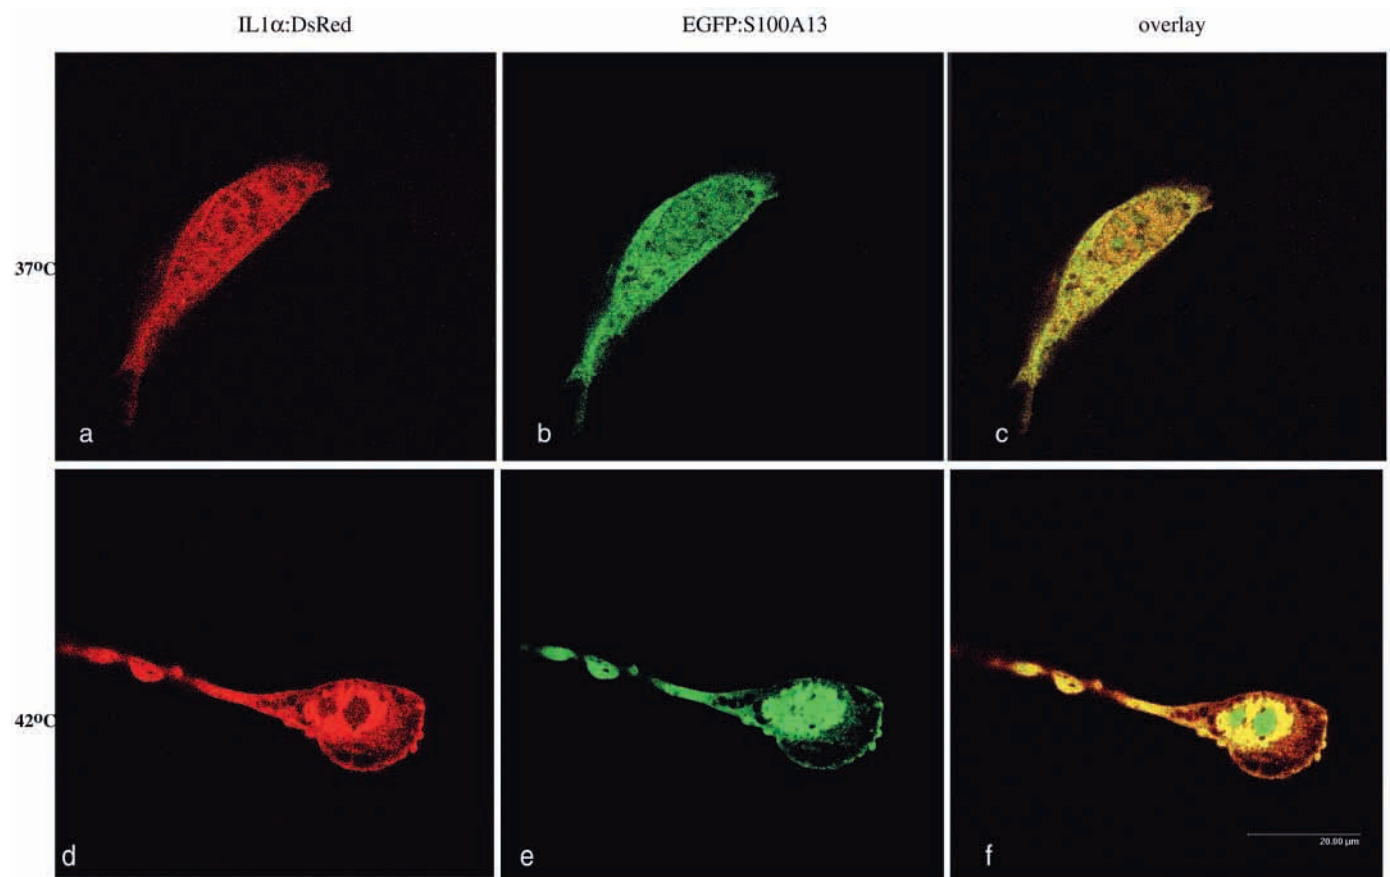 IL1α:DsRed
EGFP:S100A13
overlay
37ºC
a
b
c
42ºC
d
e
f
20.00 µm